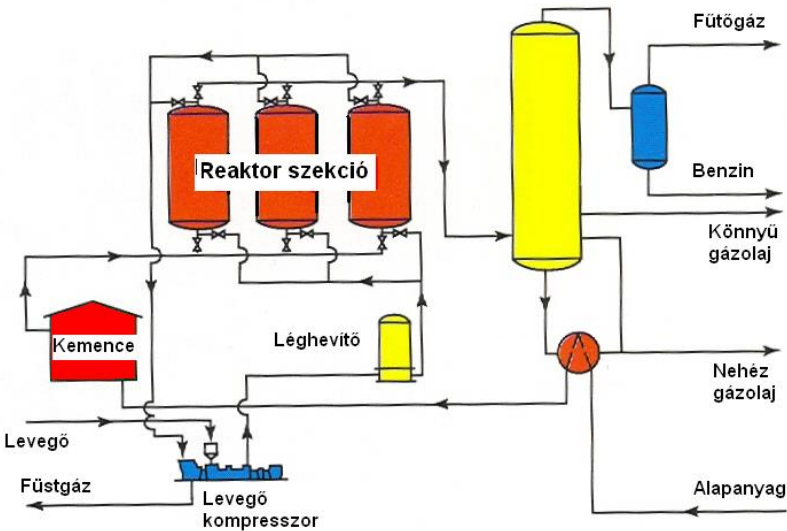 Fűtőgáz
Reaktor szekció
Benzin
Könnyű
gázolaj
Kemence
Léghevítő
Nehéz
gázolaj
Levegő
Füstgáz
Levegő
kompresszor
Alapanyag